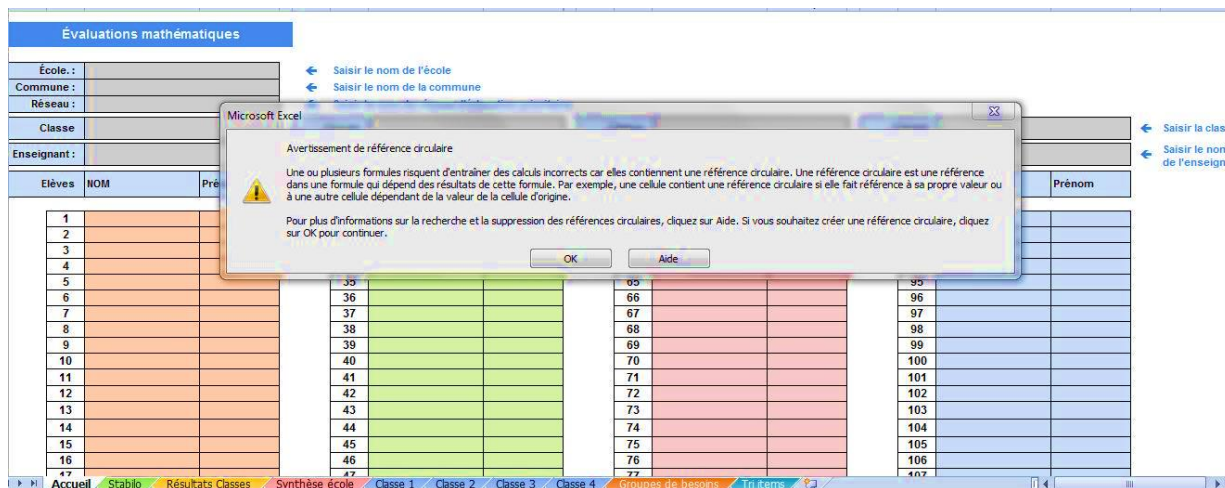 Évaluations mathématiques
École. :
← Saisir le nom de l'école
Commune :
← Saisir le nom de la commune
Réseau :
Classe
← Saisir la clas
Enseignant :
← Saisir le nom
de l'enseign
Elèves NOM Pré Prénom
Microsoft Excel
Avertissement de référence circulaire
Une ou plusieurs formules risquent d'entraîner des calculs incorrects car elles contiennent une référence circulaire. Une référence circulaire est une référence
dans une formule qui dépend des résultats de cette formule. Par exemple, une cellule contient une référence circulaire si elle fait référence à sa propre valeur ou
à une autre cellule dépendant de la valeur de la cellule d'origine.
Pour plus d'informations sur la recherche et la suppression des références circulaires, cliquez sur Aide. Si vous souhaitez créer une référence circulaire, cliquez
sur OK pour continuer.
OK Aide
1
2
3
4
5 35 65 95
6 36 66 96
7 37 67 97
8 38 68 98
9 39 69 99
10 40 70 100
11 41 71 101
12 42 72 102
13 43 73 103
14 44 74 104
15 45 75 105
16 46 76 106
17 47 77 107
Accueil Stabilo Résultats Classes Synthèse école Classe 1 Classe 2 Classe 3 Classe 4 Groupes de besoins Tri items